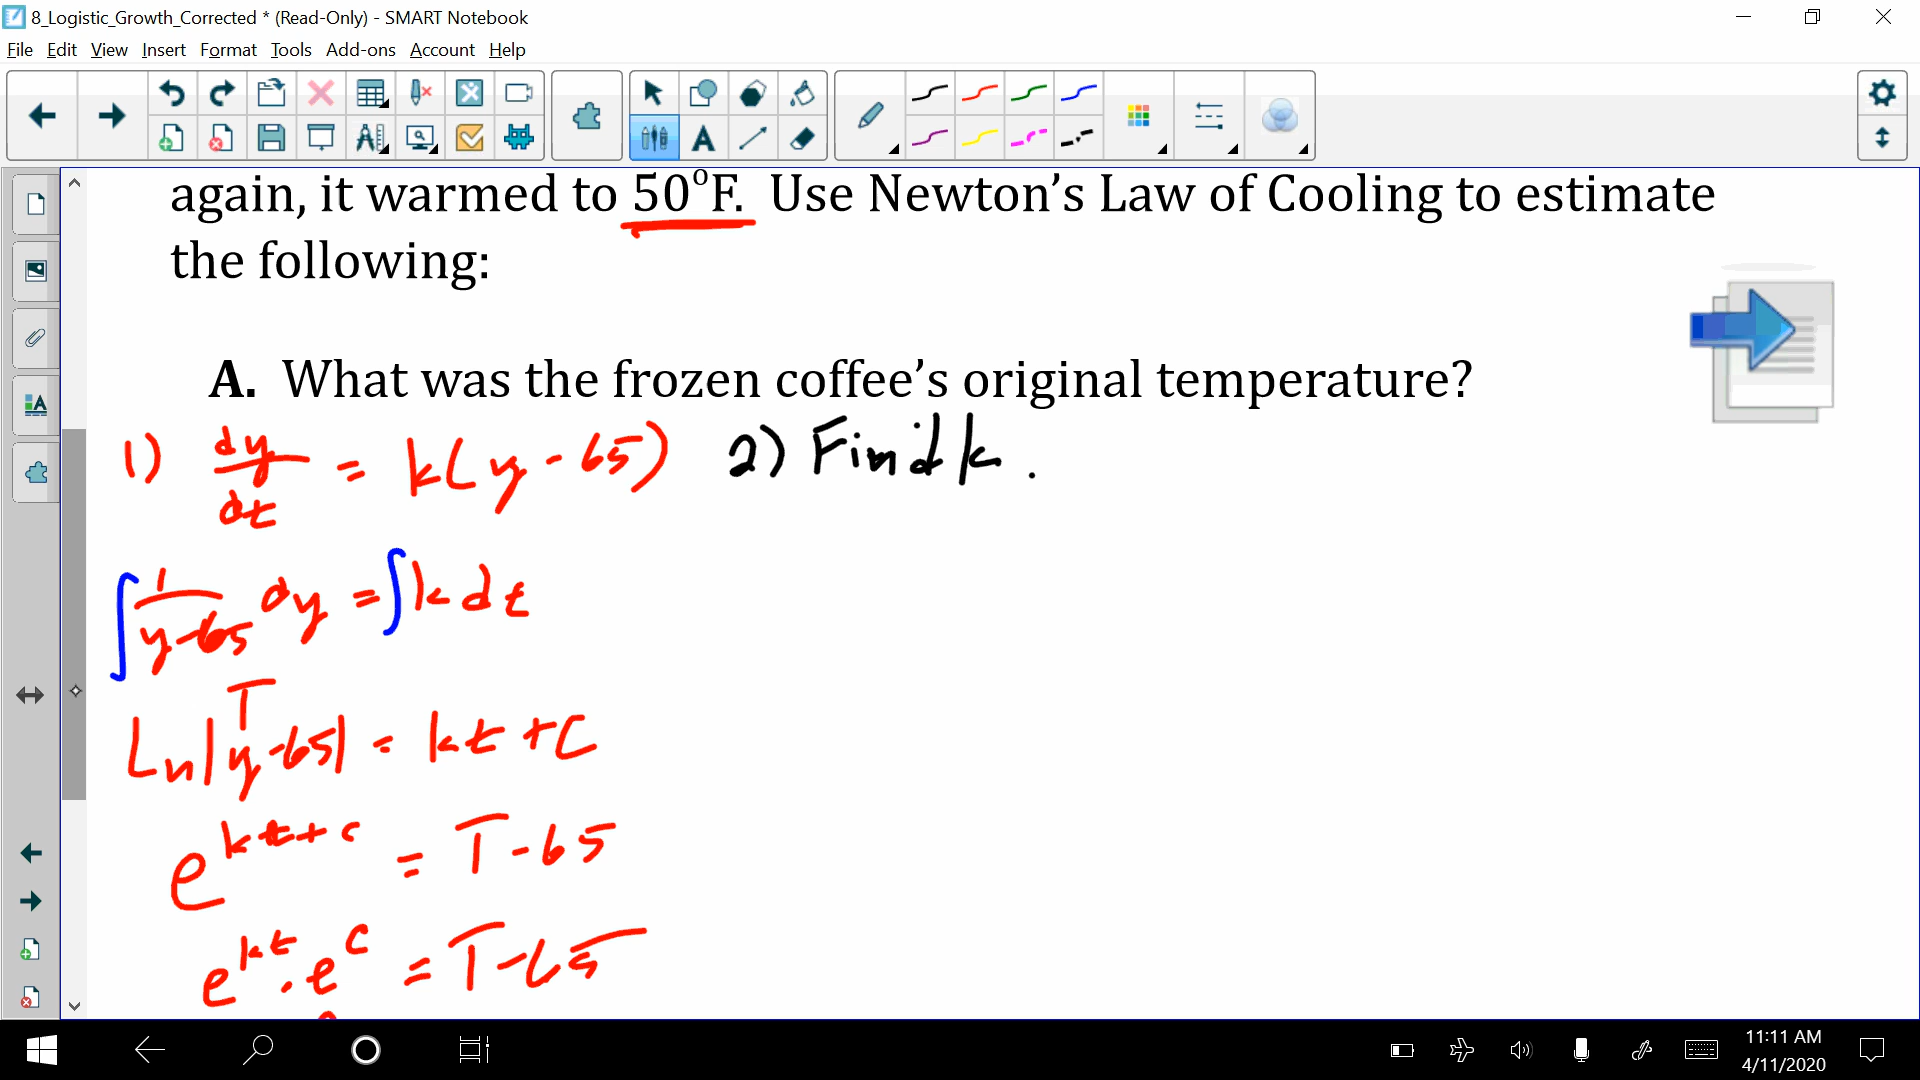 8_Logistic_Growth_Corrected * (Read-Only) - SMART Notebook
File Edit View Insert Format Tools Add-ons Account Help
again, it warmed to 50°F. Use Newton's Law of Cooling to estimate
the following:
A. What was the frozen coffee's original temperature?
1) dy/dt = k(y - 65) 2) Find k.
∫ 1/(y-65) dy = ∫ k dt
T
Ln|y-65| = kt + C
e^(kt+c) = T - 65
e^(kt) · e^c = T - 65
11:11 AM
4/11/2020